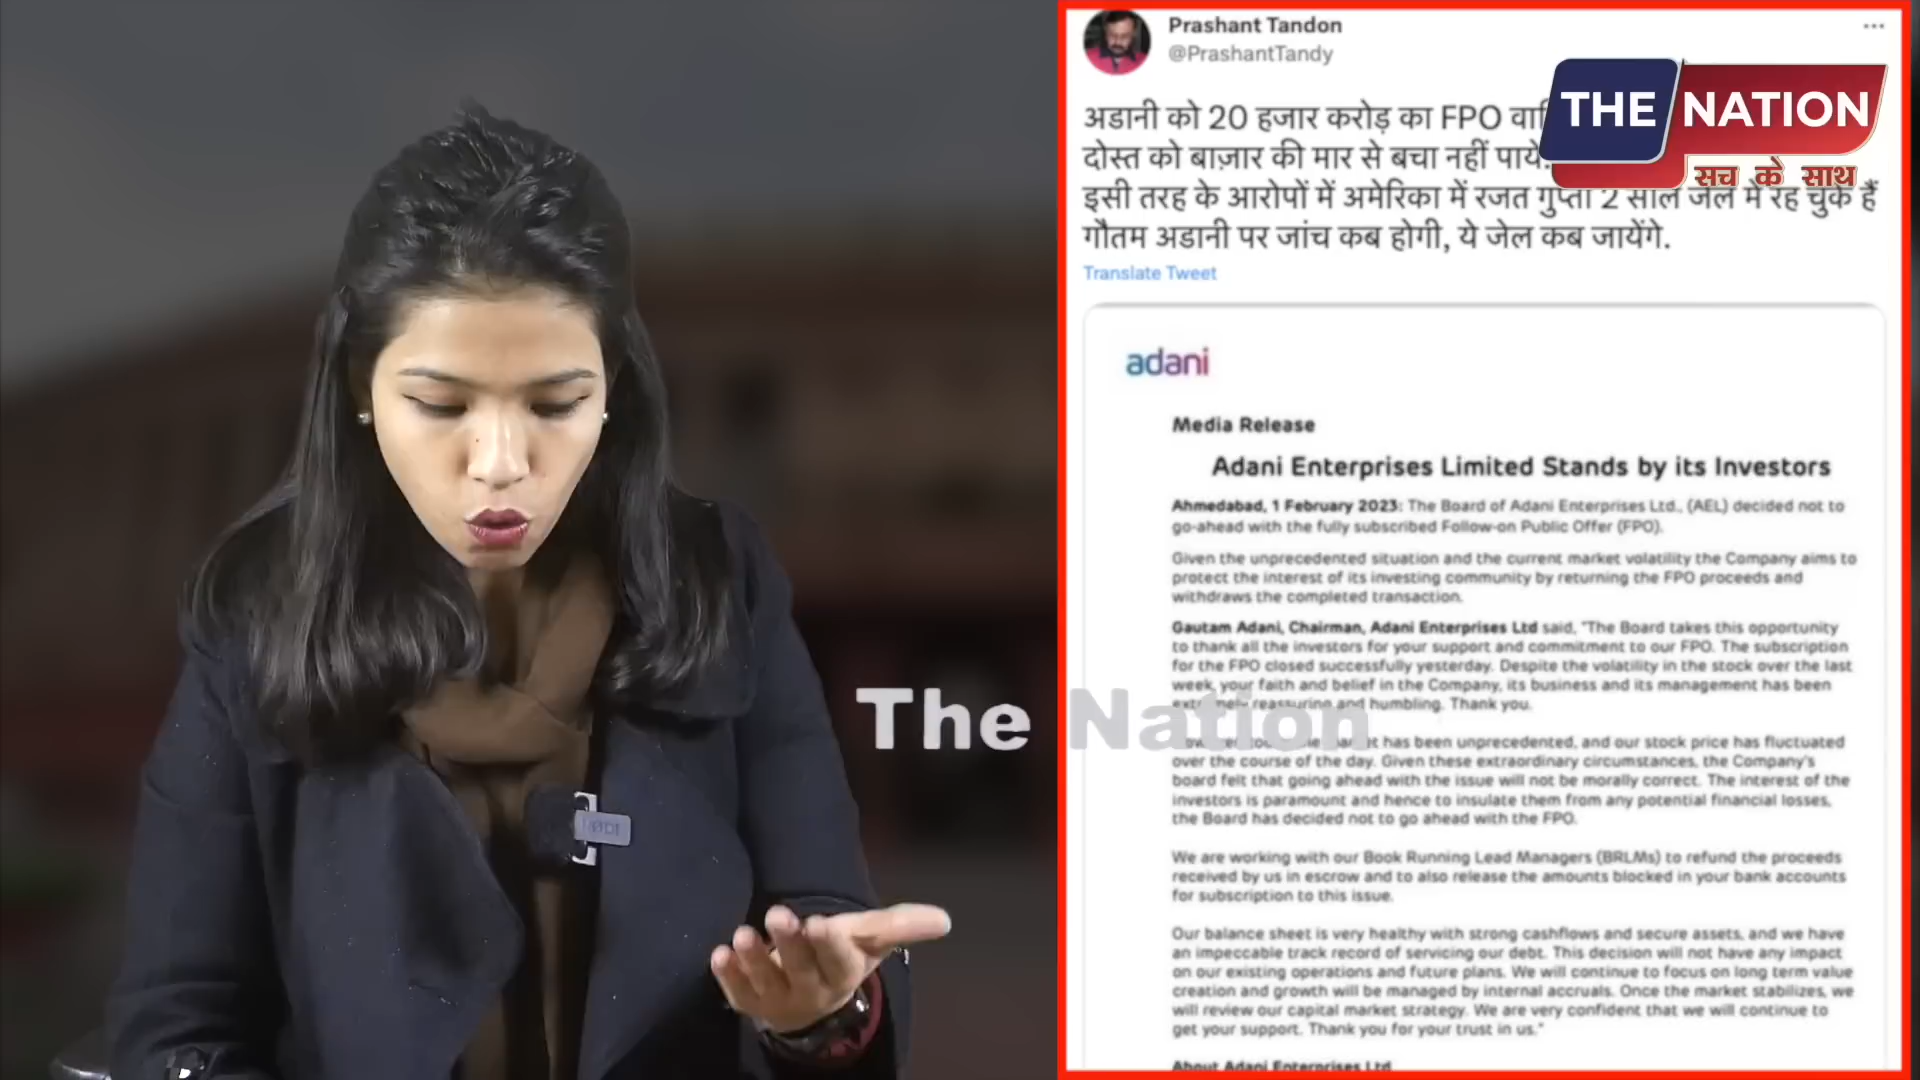 Prashant Tandon
@PrashantTandy
THE NATION
सच के साथ
अडानी को 20 हजार करोड़ का FPO
दोस्त को बाज़ार की मार से बचा नहीं पाये.
इसी तरह के आरोपों में अमेरिका में रजत गुप्ता 2 साल जेल में रह चुके हैं
गौतम अडानी पर जांच कब होगी, ये जेल कब जायेंगे.
Translate Tweet
adani
Media Release
Adani Enterprises Limited Stands by its Investors
Ahmedabad, 1 February 2023: The Board of Adani Enterprises Ltd., (AEL) decided not to
go-ahead with the fully subscribed Follow-on Public Offer (FPO).
Given the unprecedented situation and the current market volatility the Company aims to
protect the interest of its investing community by returning the FPO proceeds and
withdraws the completed transaction.
Gautam Adani, Chairman, Adani Enterprises Ltd said, "The Board takes this opportunity
to thank all the investors for your support and commitment to our FPO. The subscription
for the FPO closed successfully yesterday. Despite the volatility in the stock over the last
week, your faith and belief in the Company, its business and its management has been
extremely reassuring and humbling. Thank you.
The Nation
has been unprecedented, and our stock price has fluctuated
over the course of the day. Given these extraordinary circumstances, the Company's
board felt that going ahead with the issue will not be morally correct. The interest of the
investors is paramount and hence to insulate them from any potential financial losses,
the Board has decided not to go ahead with the FPO.
We are working with our Book Running Lead Managers (BRLMs) to refund the proceeds
received by us in escrow and to also release the amounts blocked in your bank accounts
for subscription to this issue.
Our balance sheet is very healthy with strong cashflows and secure assets, and we have
an impeccable track record of servicing our debt. This decision will not have any impact
on our existing operations and future plans. We will continue to focus on long term value
creation and growth will be managed by internal accruals. Once the market stabilizes, we
will review our capital market strategy. We are very confident that we will continue to
get your support. Thank you for your trust in us."
About Adani Enterprises Ltd